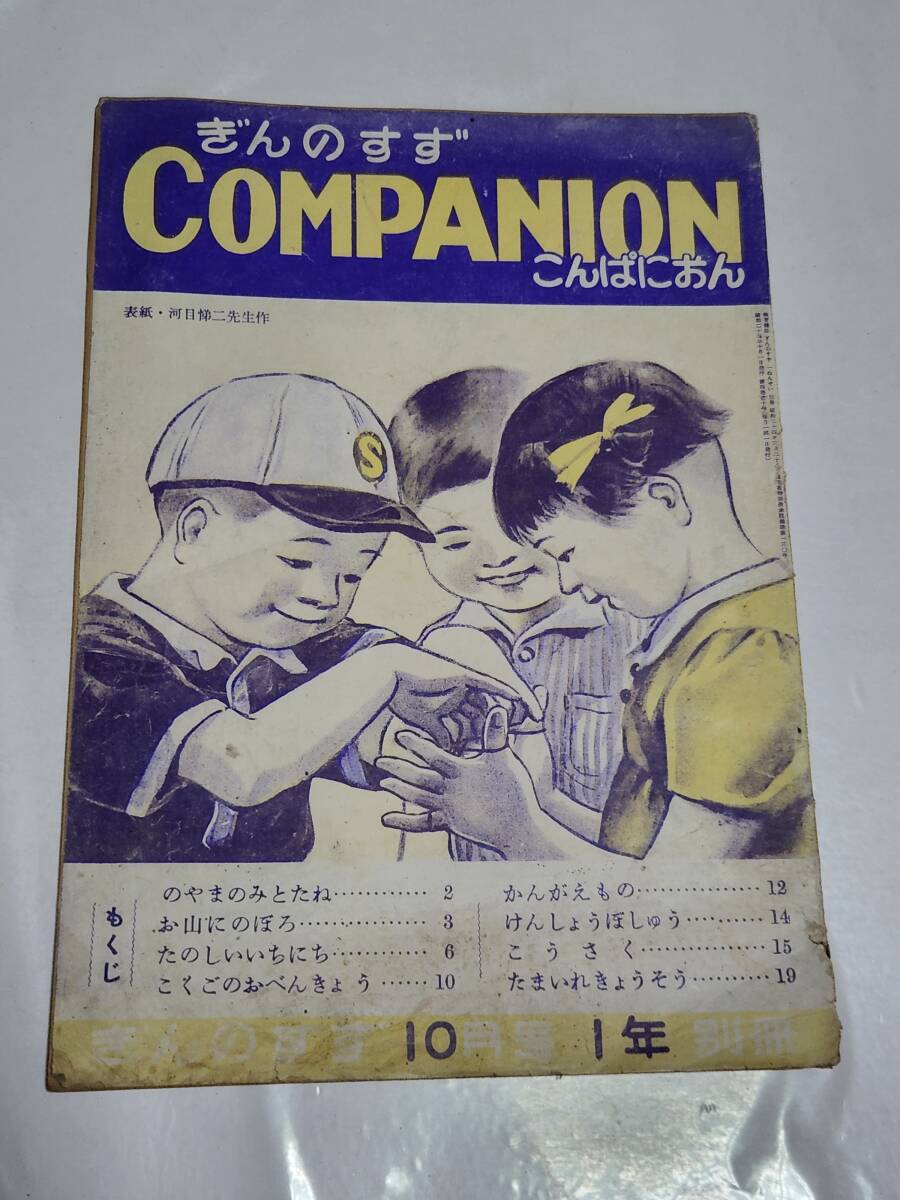 ぎんのすず
COMPANION
こんぱにおん
表紙・河目悌二先生作
もくじ
のやまのみとたね………… 2
お山にのぼろ…………… 3
たのしいいちにち………… 6
こくごのおべんきょう …… 10
かんがえもの……………… 12
けんしょうぼしゅう ……… 14
こうさく…………… 15
たまいれきょうそう ……… 19
ぎんのすず 10月号 1年 別冊